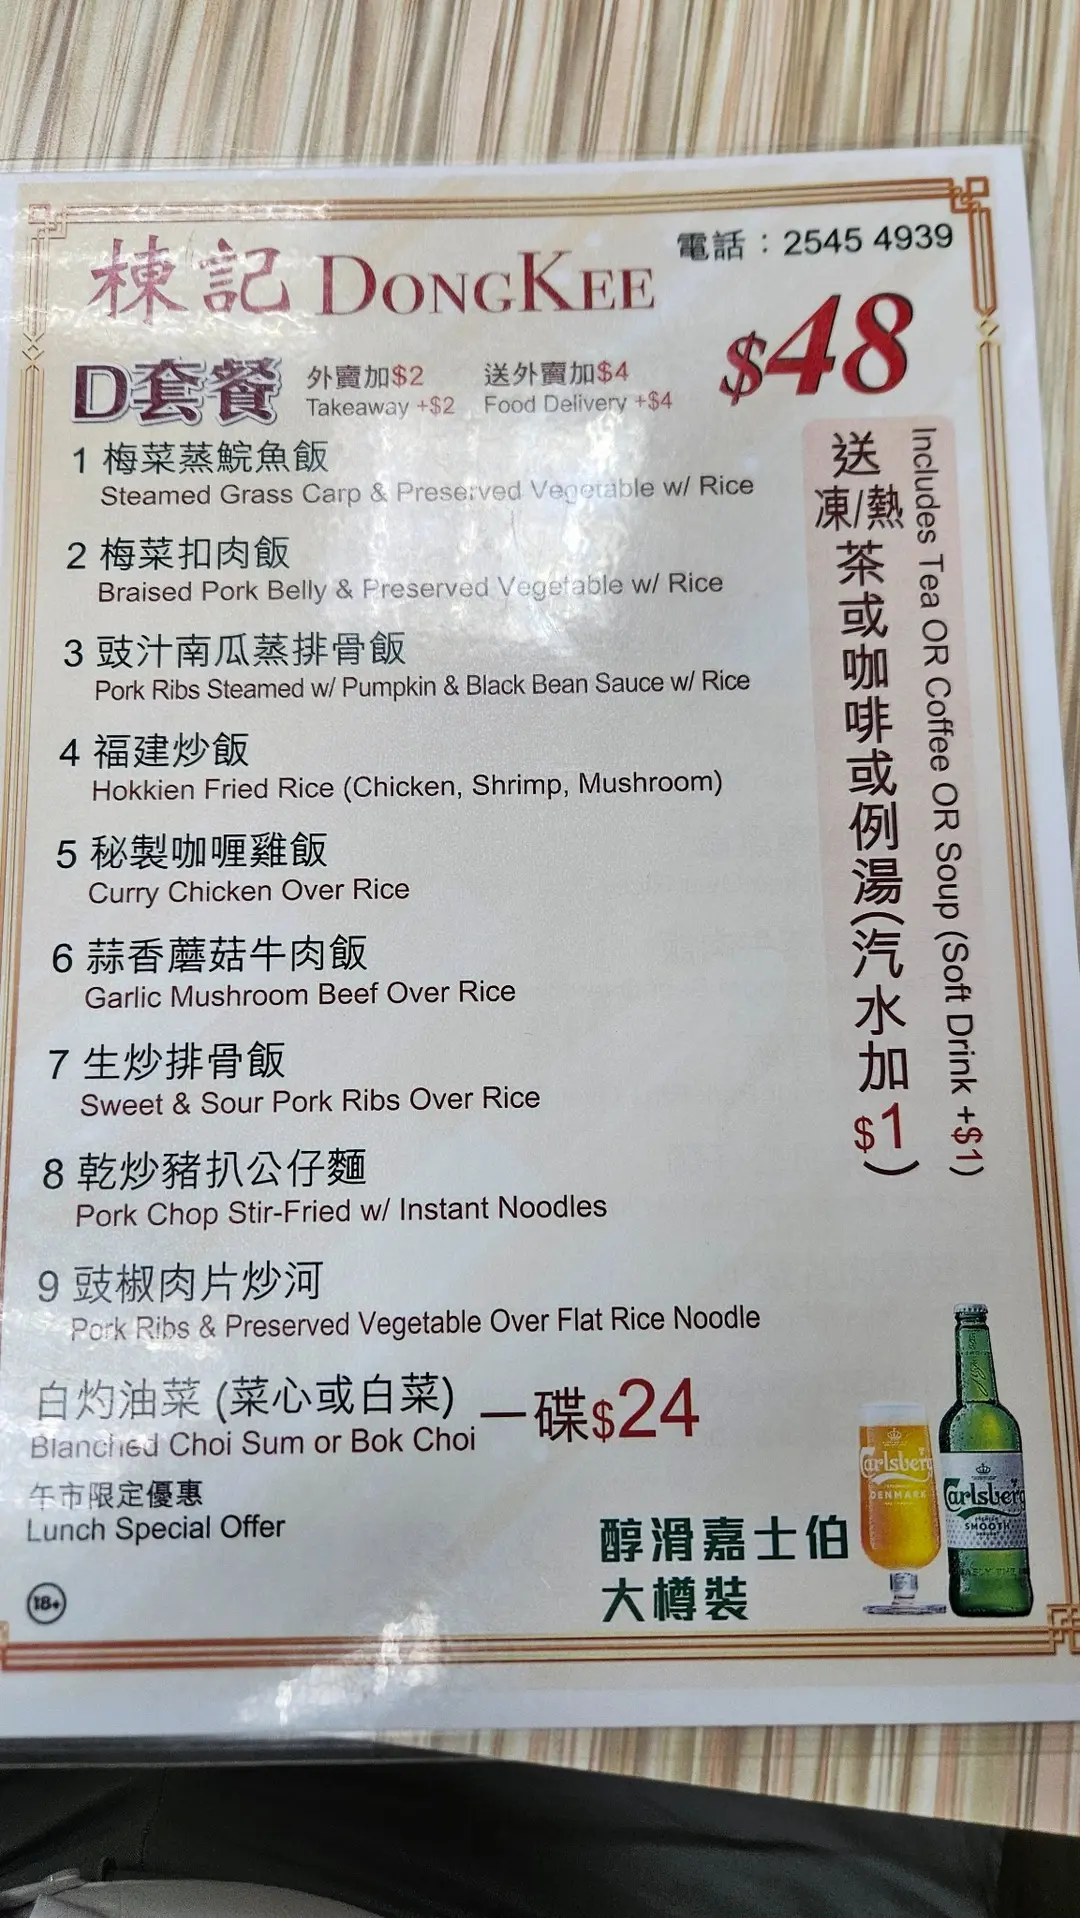 棟記 DONGKEE
電話：2545 4939
$48
D套餐
外賣加$2
Takeaway +$2
送外賣加$4
Food Delivery +$4
1 梅菜蒸鯇魚飯
Steamed Grass Carp & Preserved Vegetable w/ Rice
2 梅菜扣肉飯
Braised Pork Belly & Preserved Vegetable w/ Rice
3 豉汁南瓜蒸排骨飯
Pork Ribs Steamed w/ Pumpkin & Black Bean Sauce w/ Rice
4 福建炒飯
Hokkien Fried Rice (Chicken, Shrimp, Mushroom)
5 秘製咖喱雞飯
Curry Chicken Over Rice
6 蒜香蘑菇牛肉飯
Garlic Mushroom Beef Over Rice
7 生炒排骨飯
Sweet & Sour Pork Ribs Over Rice
8 乾炒豬扒公仔麵
Pork Chop Stir-Fried w/ Instant Noodles
9 豉椒肉片炒河
Pork Ribs & Preserved Vegetable Over Flat Rice Noodle
送凍/熱茶或咖啡或例湯(汽水加$1)
Includes Tea OR Coffee OR Soup (Soft Drink +$1)
白灼油菜 (菜心或白菜) 一碟$24
Blanched Choi Sum or Bok Choi
午市限定優惠
Lunch Special Offer
醇滑嘉士伯
大樽裝
Carlsberg
DENMARK
Carlsberg
SMOOTH
18+